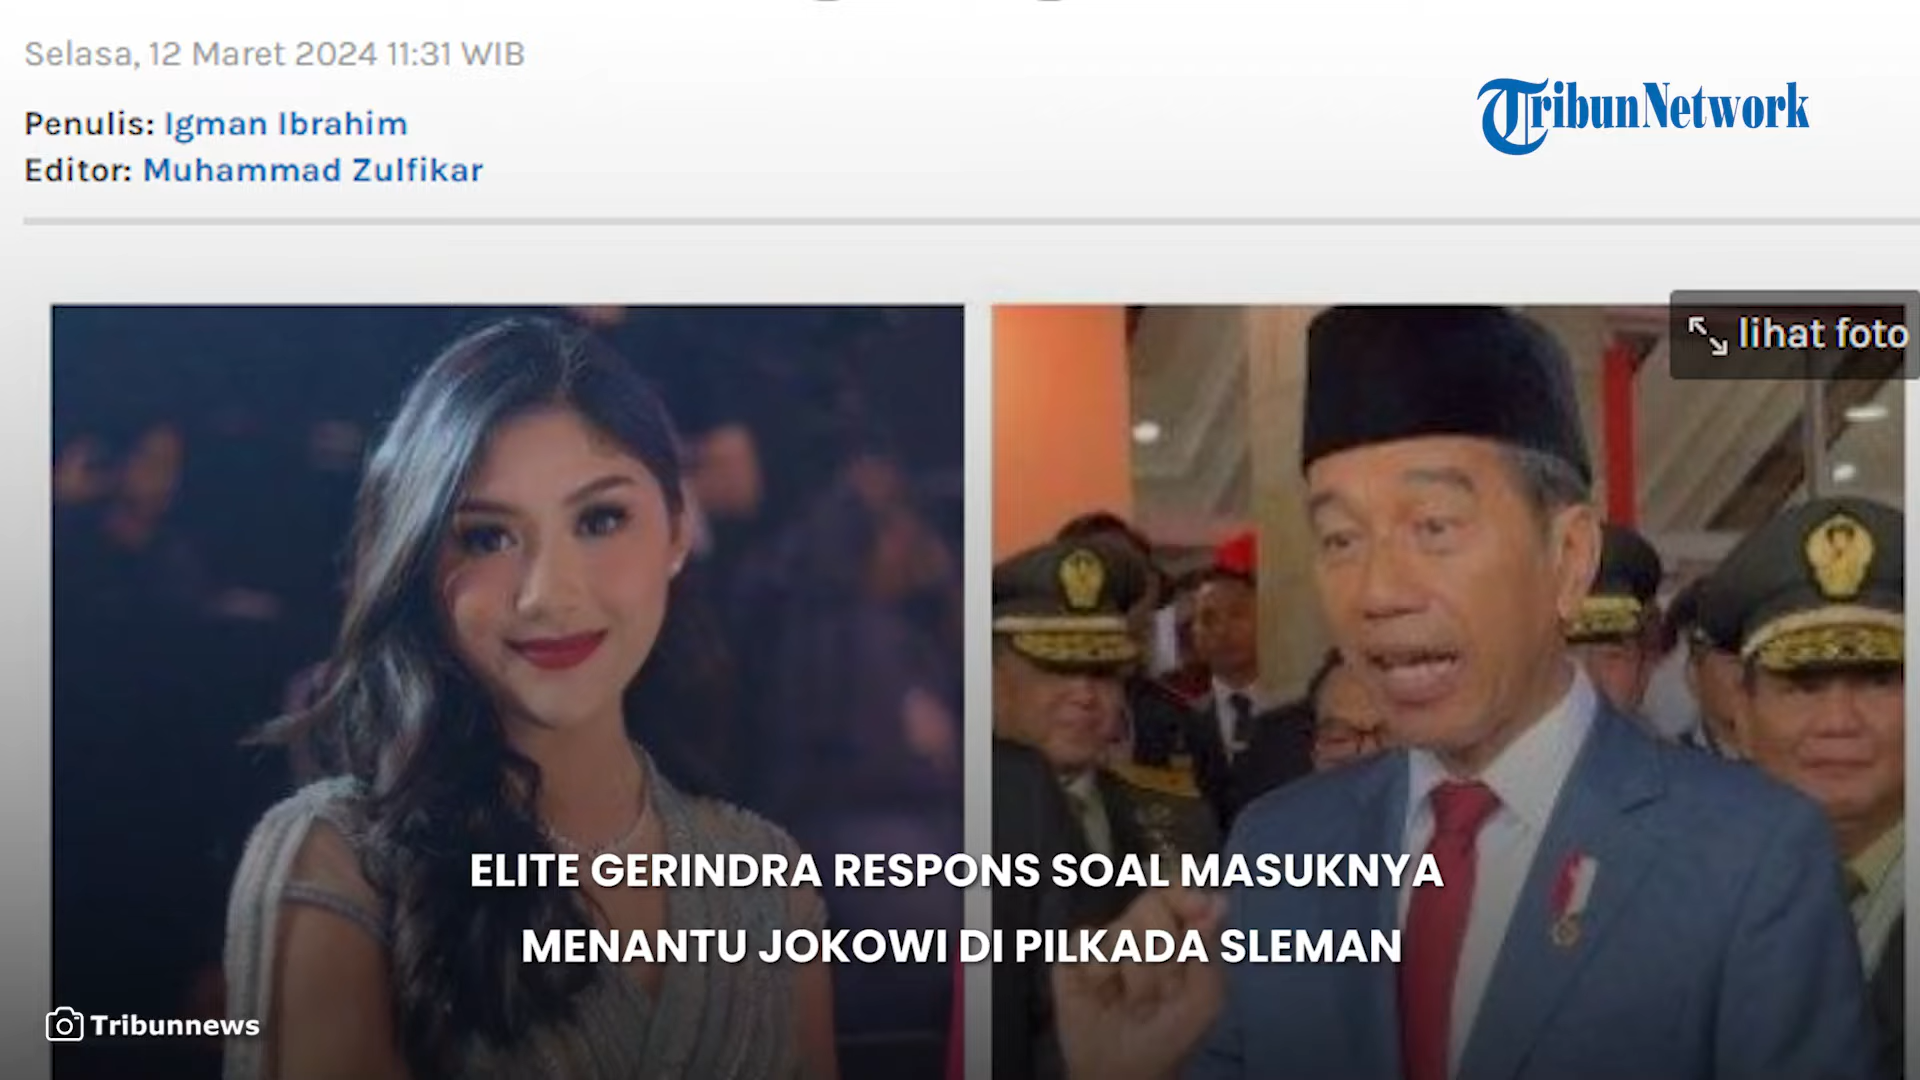 Selasa, 12 Maret 2024 11:31 WIB
TribunNetwork
Penulis: Igman Ibrahim
Editor: Muhammad Zulfikar
lihat foto
ELITE GERINDRA RESPONS SOAL MASUKNYA
MENANTU JOKOWI DI PILKADA SLEMAN
Tribunnews